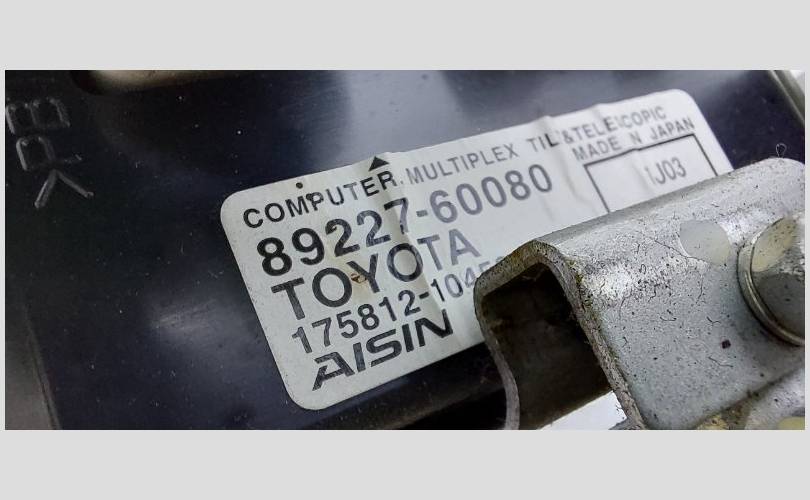 COMPUTER, MULTIPLEX TILT&TELESCOPIC
MADE IN JAPAN
89227-60080
1J03
TOYOTA
AISIN